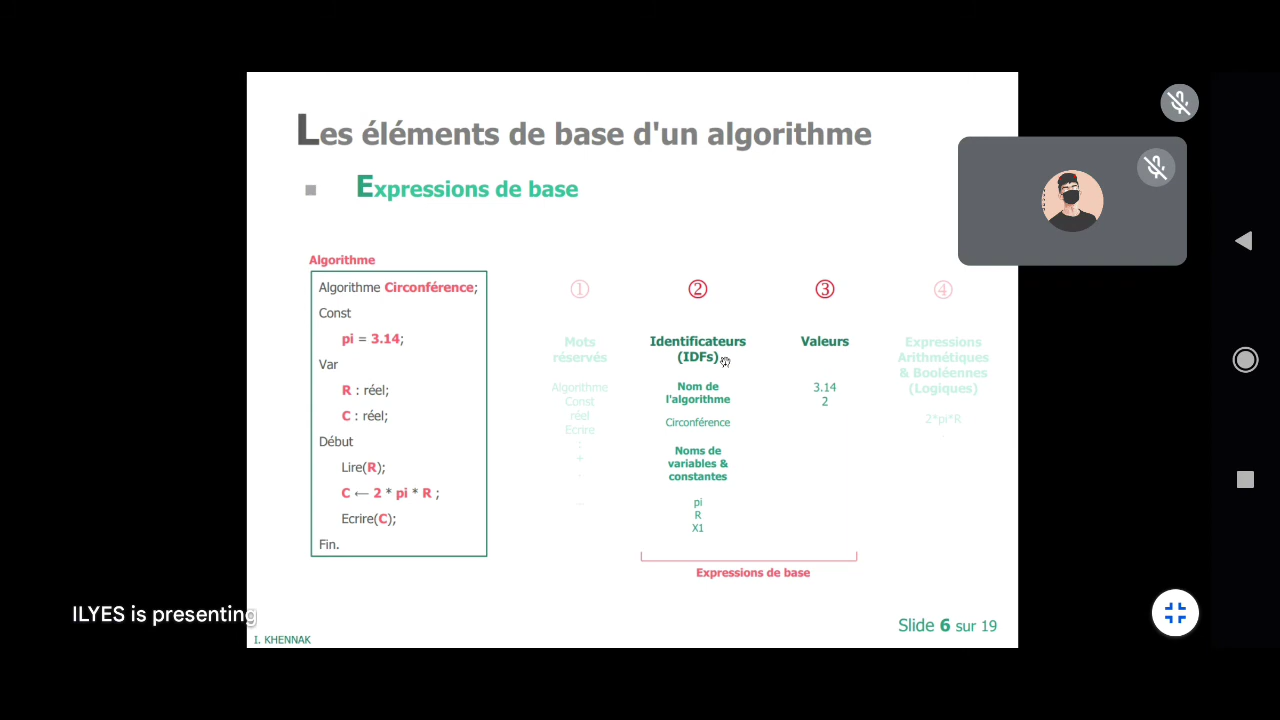 Les éléments de base d'un algorithme
Expressions de base
Algorithme
Algorithme Circonférence;
Const
pi = 3.14;
Var
R : réel;
C : réel;
Début
Lire(R);
C ← 2 * pi * R ;
Ecrire(C);
Fin.
①
Mots
réservés
Algorithme
Const
réel
Ecrire
:
+
.
...
②
Identificateurs
(IDFs)
Nom de
l'algorithme
Circonférence
Noms de
variables &
constantes
pi
R
X1
③
Valeurs
3.14
2
④
Expressions
Arithmétiques
& Booléennes
(Logiques)
2*pi*R
.
Expressions de base
ILYES is presenting
I. KHENNAK
Slide 6 sur 19